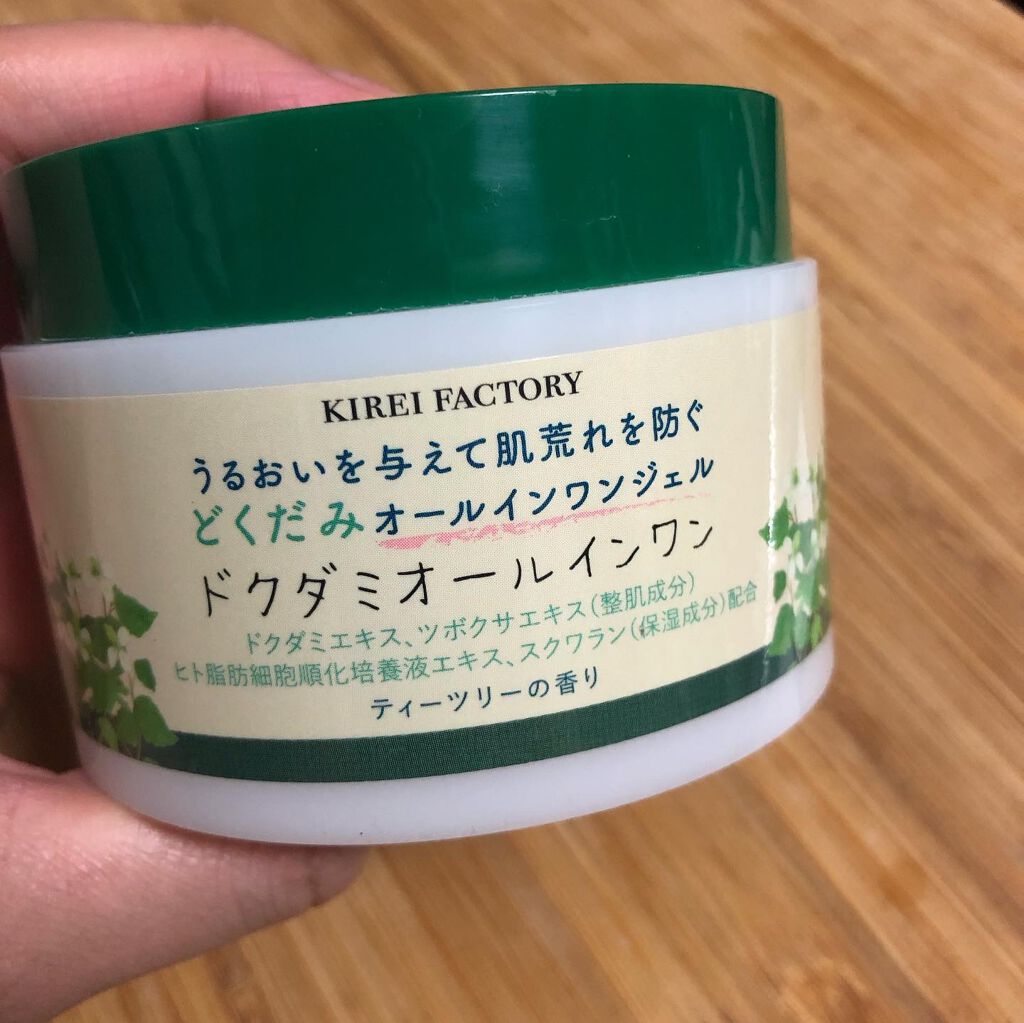 KIREI FACTORY
うるおいを与えて肌荒れを防ぐ
どくだみオールインワンジェル
ドクダミオールインワン
ドクダミエキス、ツボクサエキス(整肌成分)
ヒト脂肪細胞順化培養液エキス、スクワラン(保湿成分)配合
ティーツリーの香り